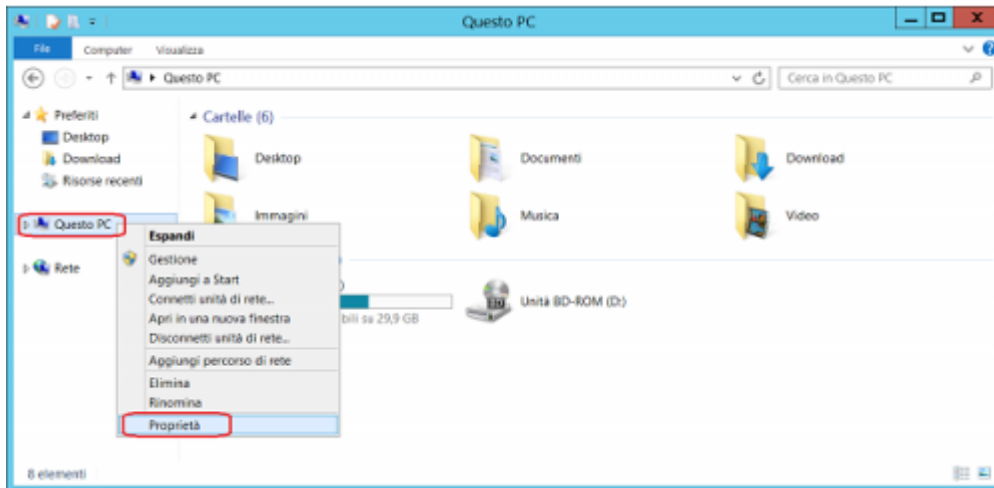 Questo PC
File Computer Visualizza
Questo PC Cerca in Questo PC
Preferiti
Desktop
Download
Risorse recenti
Questo PC
Rete
Cartelle (6)
Desktop Documenti Download
Immagini Musica Video
Unità BD-ROM (D:)
su 29,9 GB
Espandi
Gestione
Aggiungi a Start
Connetti unità di rete...
Apri in una nuova finestra
Disconnetti unità di rete...
Aggiungi percorso di rete
Elimina
Rinomina
Proprietà
8 elementi